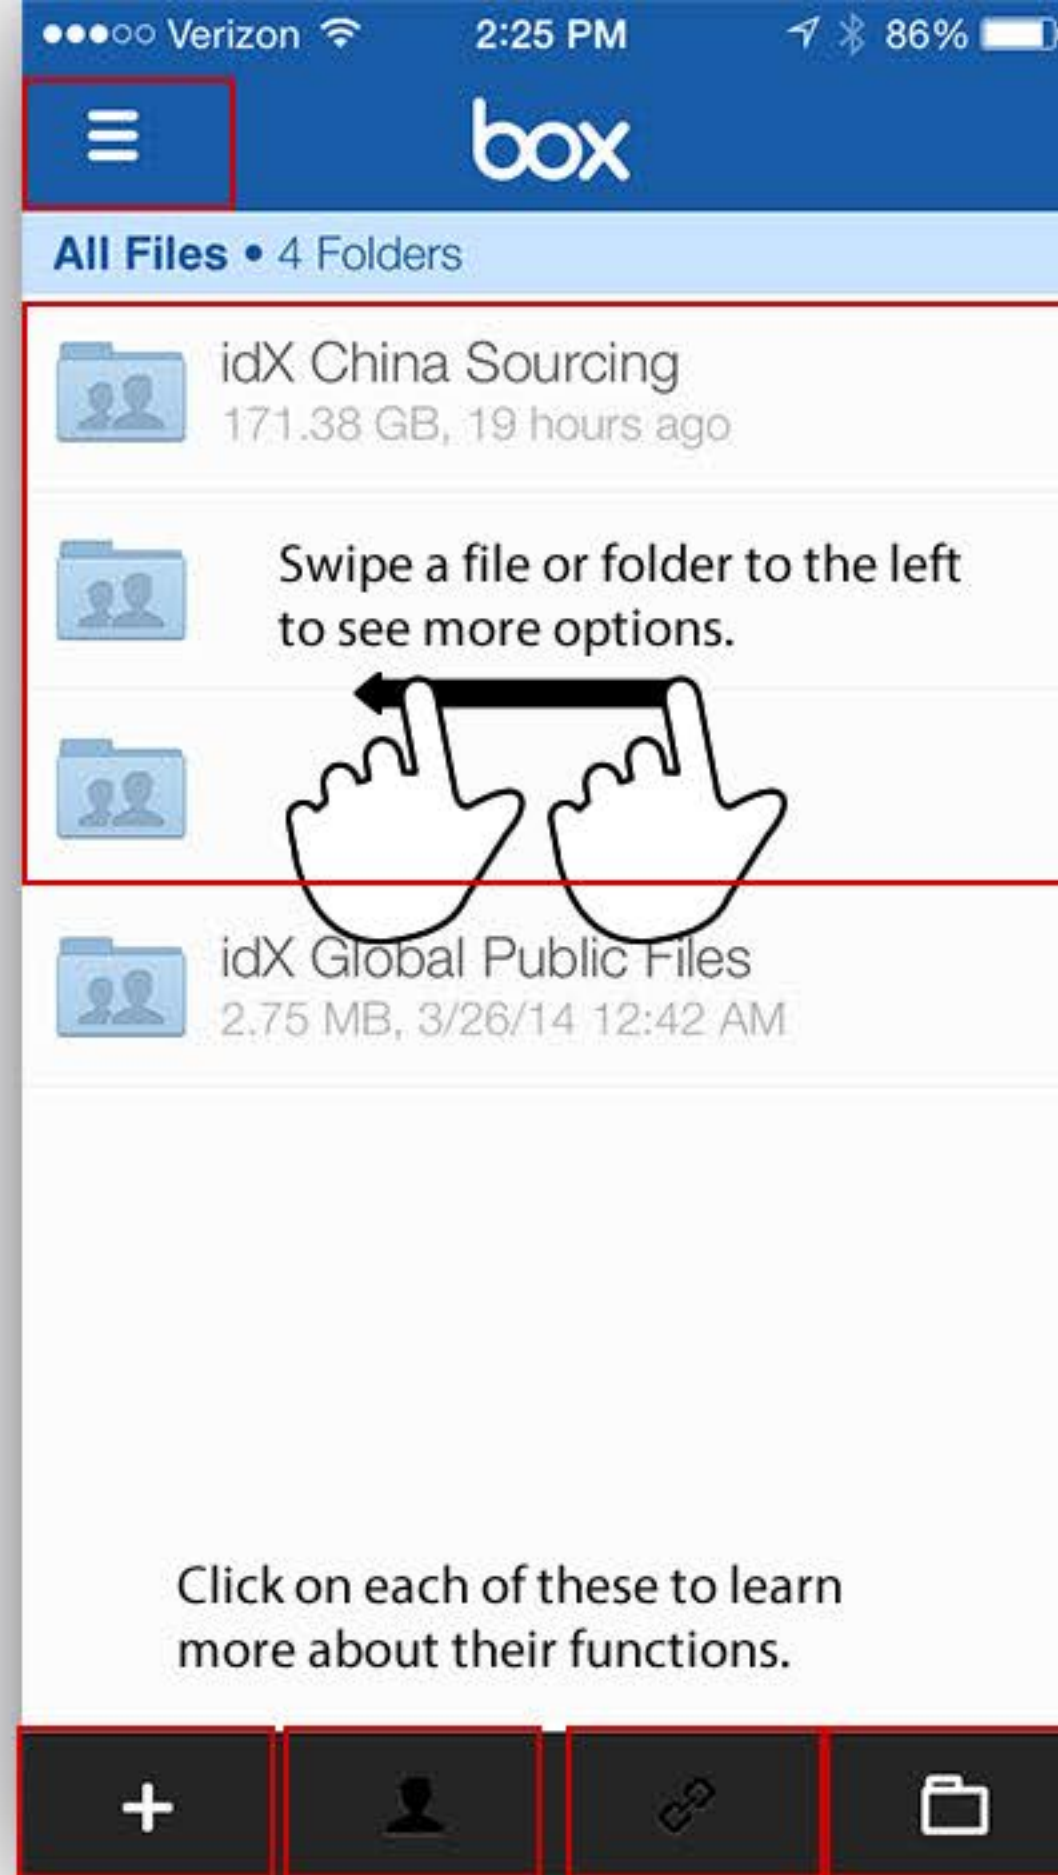 Verizon 2:25 PM 86%
box
All Files • 4 Folders
idX China Sourcing
171.38 GB, 19 hours ago
Swipe a file or folder to the left
to see more options.
idX Global Public Files
2.75 MB, 3/26/14 12:42 AM
Click on each of these to learn
more about their functions.